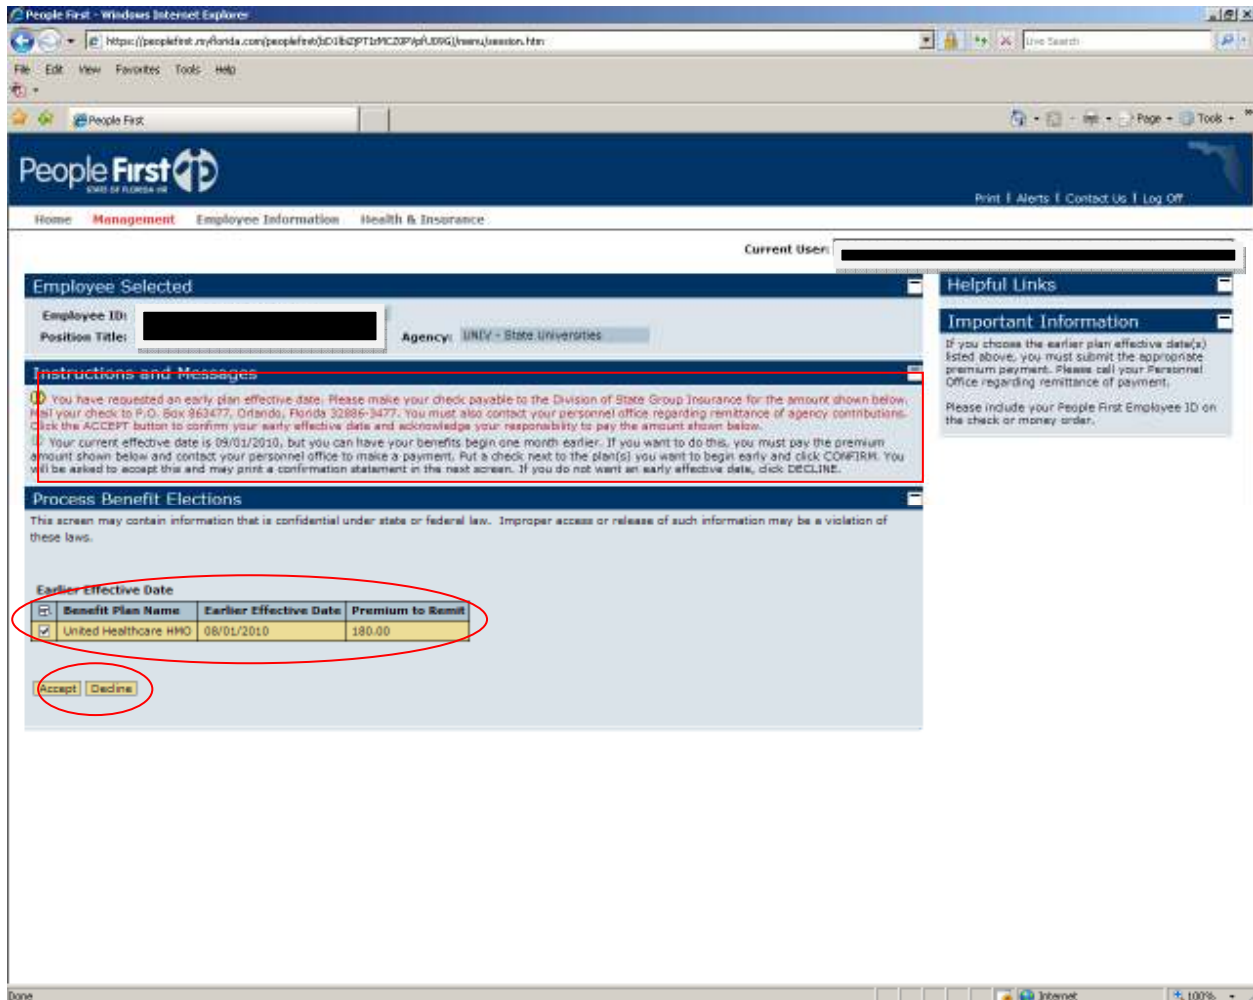 People First - Windows Internet Explorer
Live Search
File Edit View Favorites Tools Help
People First
Page Tools
People First
STATE OF FLORIDA HR
Print | Alerts | Contact Us | Log Off
Home Management Employee Information Health & Insurance
Current User:
Employee Selected
Employee ID:
Position Title:
Agency: UNIV - State Universities
Instructions and Messages
You have requested an early plan effective date. Please make your check payable to the Division of State Group Insurance for the amount shown below.
Mail your check to P.O. Box 863477, Orlando, Florida 32886-3477. You must also contact your personnel office regarding remittance of agency contributions.
Click the ACCEPT button to confirm your early effective date and acknowledge your responsibility to pay the amount shown below.
Your current effective date is 09/01/2010, but you can have your benefits begin one month earlier. If you want to do this, you must pay the premium
amount shown below and contact your personnel office to make a payment. Put a check next to the plan(s) you want to begin early and click CONFIRM. You
will be asked to accept this and may print a confirmation statement in the next screen. If you do not want an early effective date, click DECLINE.
Process Benefit Elections
This screen may contain information that is confidential under state or federal law. Improper access or release of such information may be a violation of
these laws.
Earlier Effective Date
Benefit Plan Name Earlier Effective Date Premium to Remit
United Healthcare HMO 08/01/2010 180.00
Accept Decline
Helpful Links
Important Information
If you choose the earlier plan effective date(s)
listed above, you must submit the appropriate
premium payment. Please call your Personnel
Office regarding remittance of payment.
Please include your People First Employee ID on
the check or money order.
Done
Internet
100%